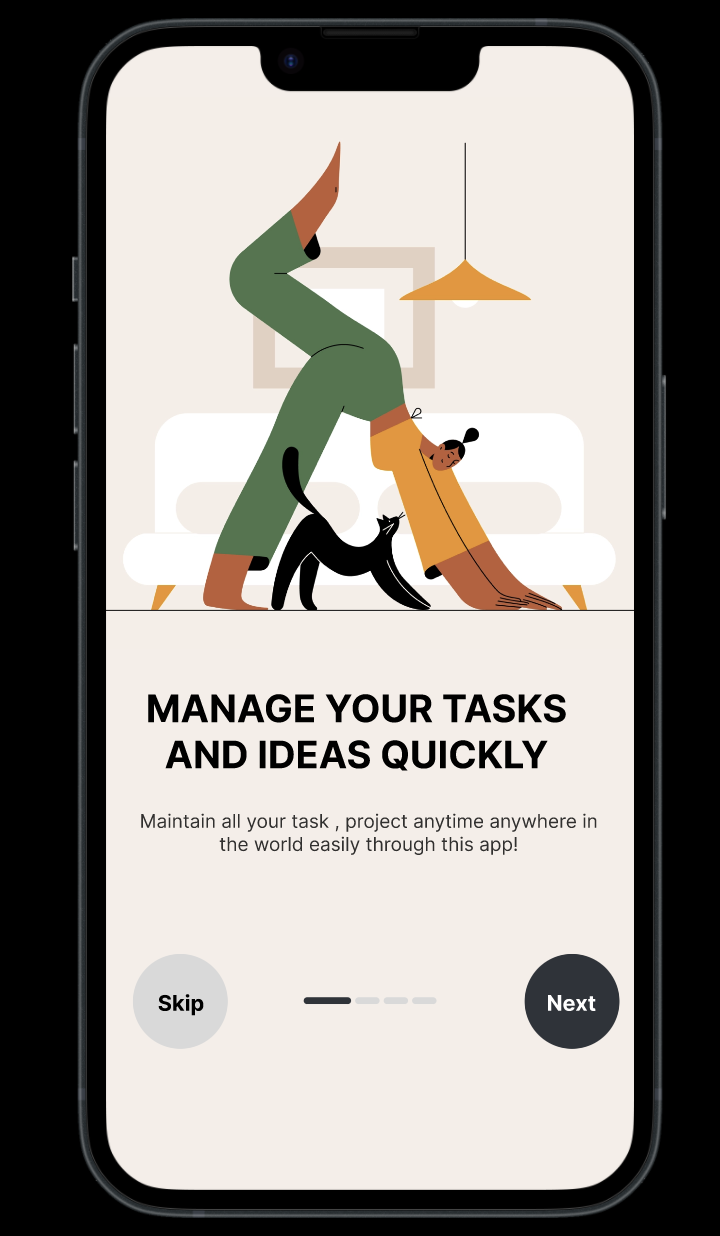 MANAGE YOUR TASKS
AND IDEAS QUICKLY
Maintain all your task , project anytime anywhere in
the world easily through this app!
Skip
Next